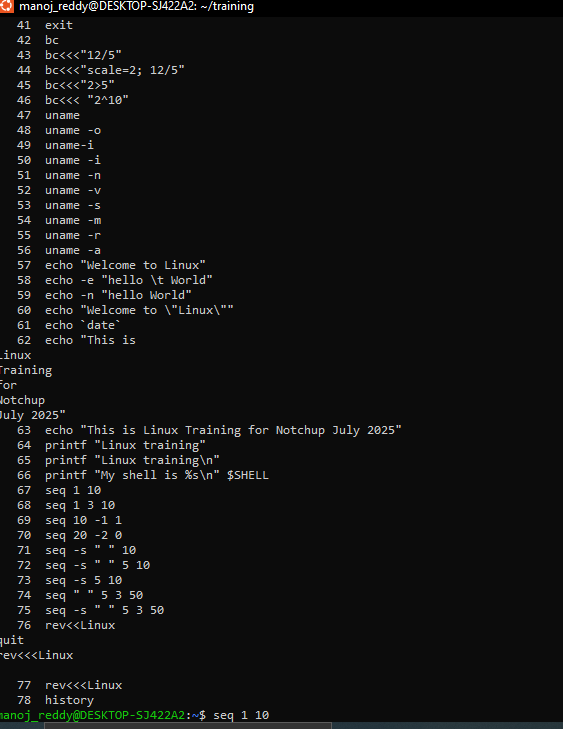 manoj_reddy@DESKTOP-SJ422A2: ~/training
41 exit
42 bc
43 bc<<<"12/5"
44 bc<<<"scale=2; 12/5"
45 bc<<<"2>5"
46 bc<<< "2^10"
47 uname
48 uname -o
49 uname-i
50 uname -i
51 uname -n
52 uname -v
53 uname -s
54 uname -m
55 uname -r
56 uname -a
57 echo "Welcome to Linux"
58 echo -e "hello \t World"
59 echo -n "hello World"
60 echo "Welcome to \"Linux\""
61 echo `date`
62 echo "This is
Linux
Training
for
Notchup
July 2025"
63 echo "This is Linux Training for Notchup July 2025"
64 printf "Linux training"
65 printf "Linux training\n"
66 printf "My shell is %s\n" $SHELL
67 seq 1 10
68 seq 1 3 10
69 seq 10 -1 1
70 seq 20 -2 0
71 seq -s " " 10
72 seq -s " " 5 10
73 seq -s 5 10
74 seq " " 5 3 50
75 seq -s " " 5 3 50
76 rev<<Linux
quit
rev<<<Linux
77 rev<<<Linux
78 history
manoj_reddy@DESKTOP-SJ422A2:~$ seq 1 10